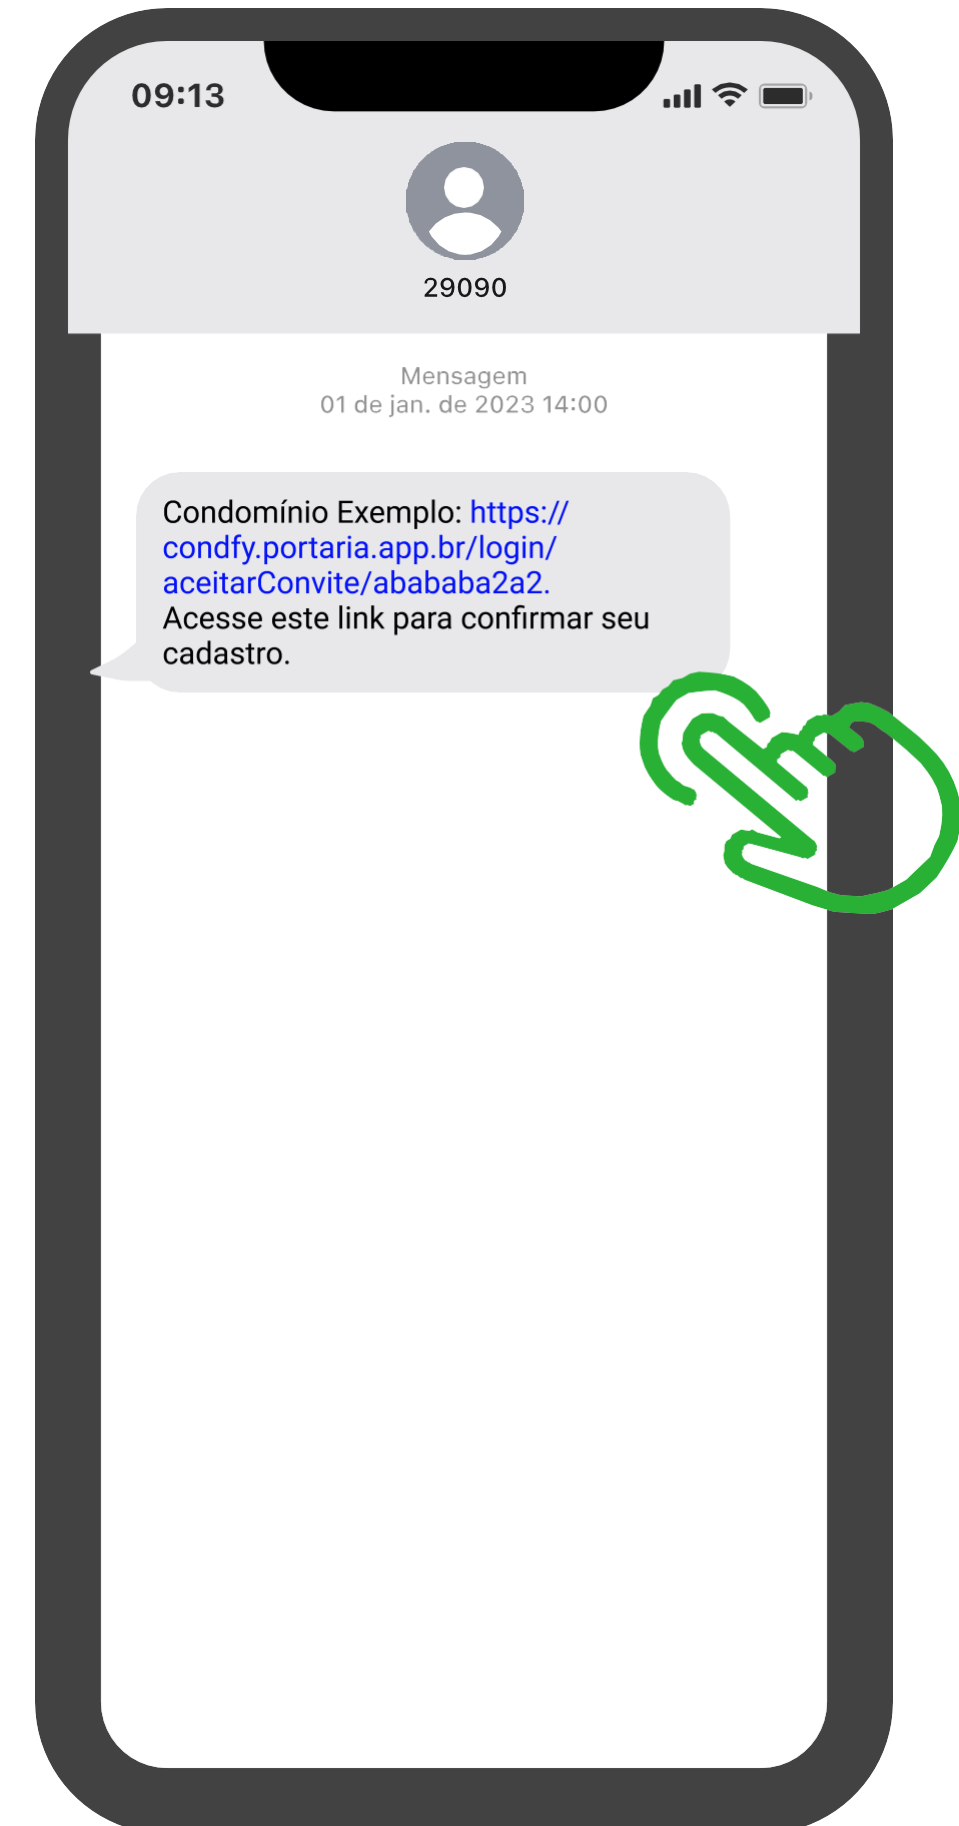 09:13
29090
Mensagem
01 de jan. de 2023 14:00
Condomínio Exemplo: https://
condfy.portaria.app.br/login/
aceitarConvite/abababa2a2.
Acesse este link para confirmar seu
cadastro.